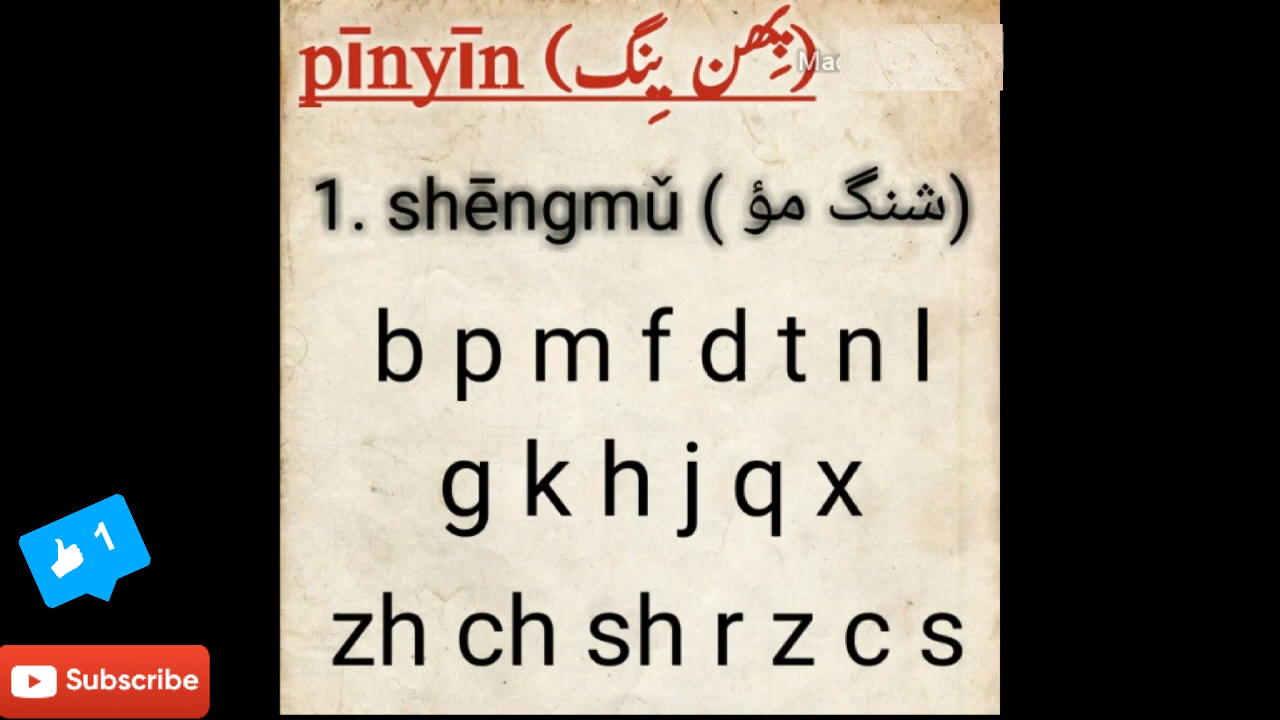 pīnyīn (پِھن یِنگ)
1. shēngmǔ ( شنگ مؤ)
b p m f d t n l
g k h j q x
zh ch sh r z c s
1
Subscribe